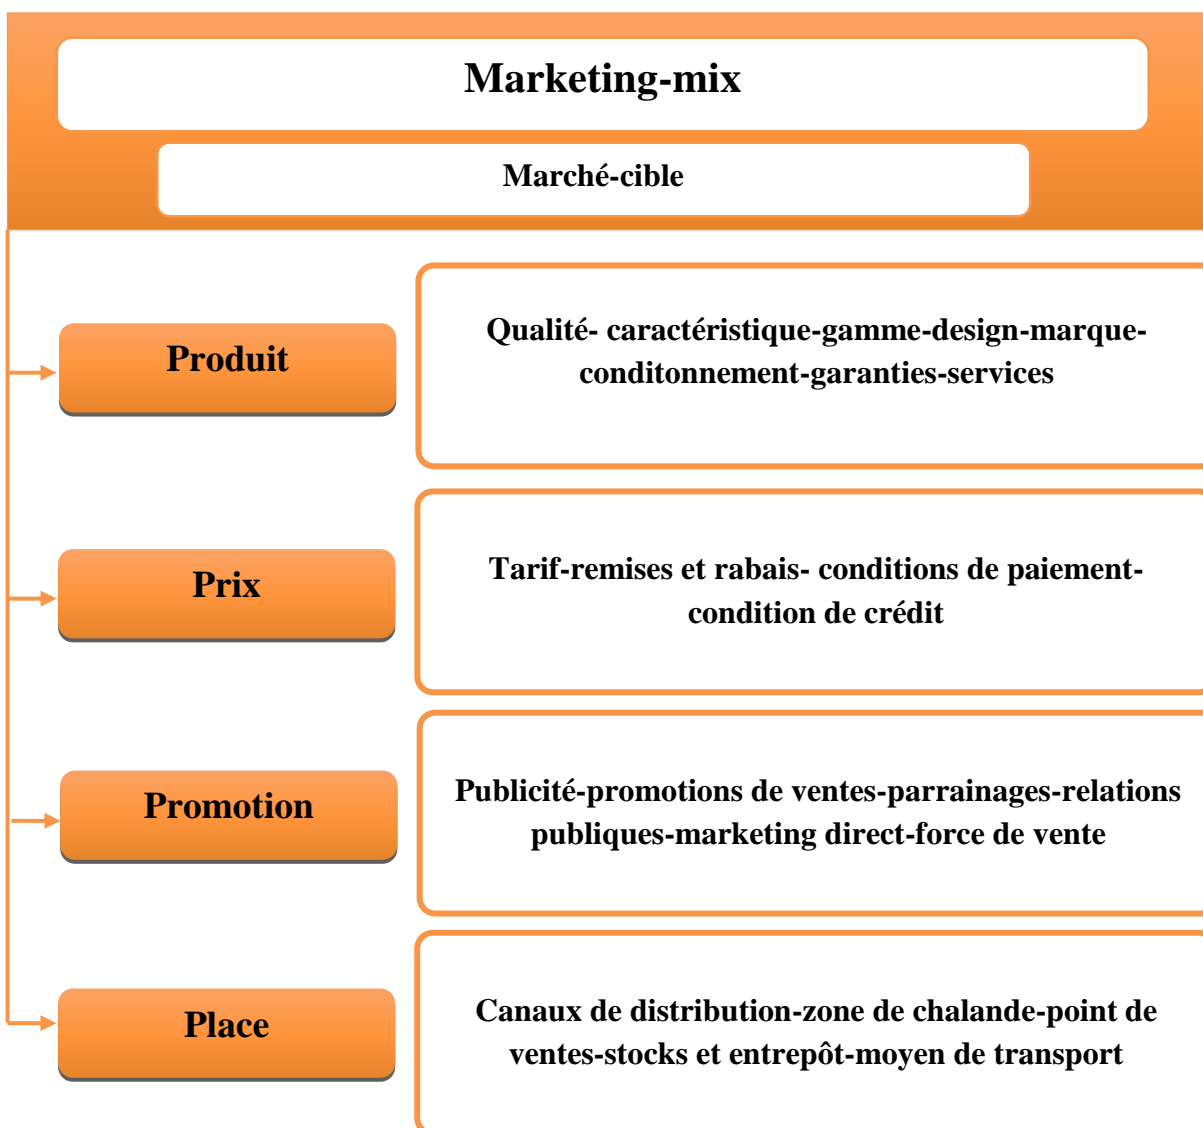 Marketing-mix
Marché-cible
Produit
Qualité- caractéristique-gamme-design-marque-
conditonnement-garanties-services
Prix
Tarif-remises et rabais- conditions de paiement-
condition de crédit
Promotion
Publicité-promotions de ventes-parrainages-relations
publiques-marketing direct-force de vente
Place
Canaux de distribution-zone de chalande-point de
ventes-stocks et entrepôt-moyen de transport